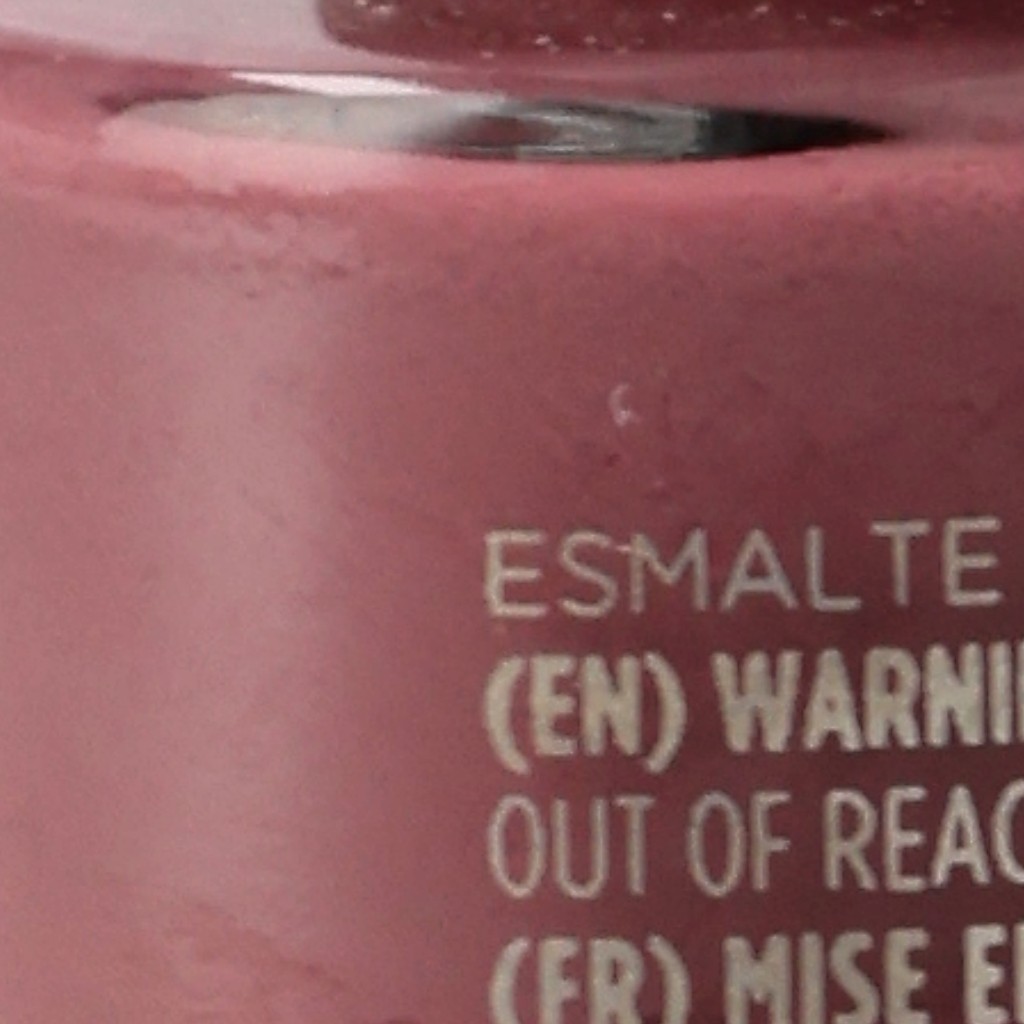 ESMALTE
(EN) WARNI
OUT OF REAC
(FR) MISE E